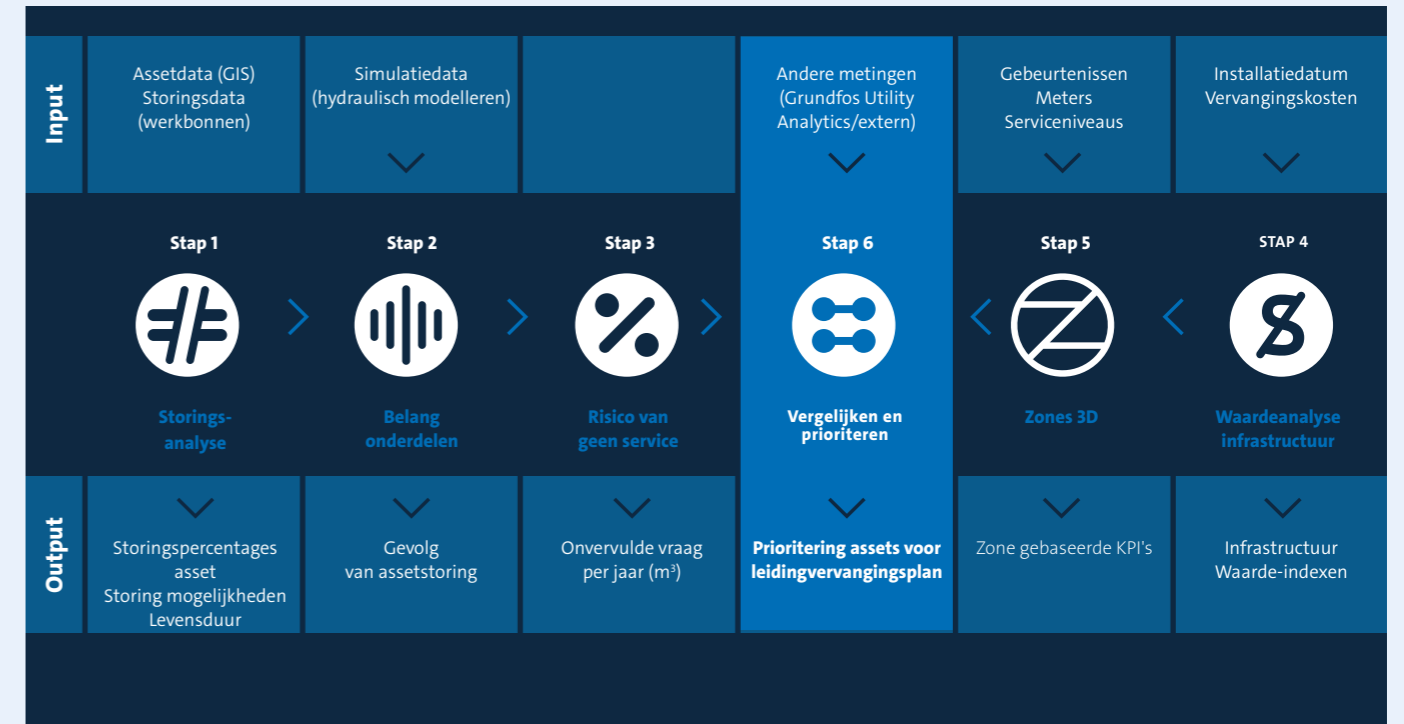 Input
Assetdata (GIS)
Storingsdata
(werkbonnen)
Simulatiedata
(hydraulisch modelleren)
Andere metingen
(Grundfos Utility
Analytics/extern)
Gebeurtenissen
Meters
Serviceniveaus
Installatiedatum
Vervangingskosten
Stap 1
Storings-
analyse
Stap 2
Belang
onderdelen
Stap 3
Risico van
geen service
Stap 6
Vergelijken en
prioriteren
Stap 5
Zones 3D
STAP 4
Waardeanalyse
infrastructuur
Output
Storingspercentages
asset
Storing mogelijkheden
Levensduur
Gevolg
van assetstoring
Onvervulde vraag
per jaar (m³)
Prioritering assets voor
leidingvervangingsplan
Zone gebaseerde KPI's
Infrastructuur
Waarde-indexen